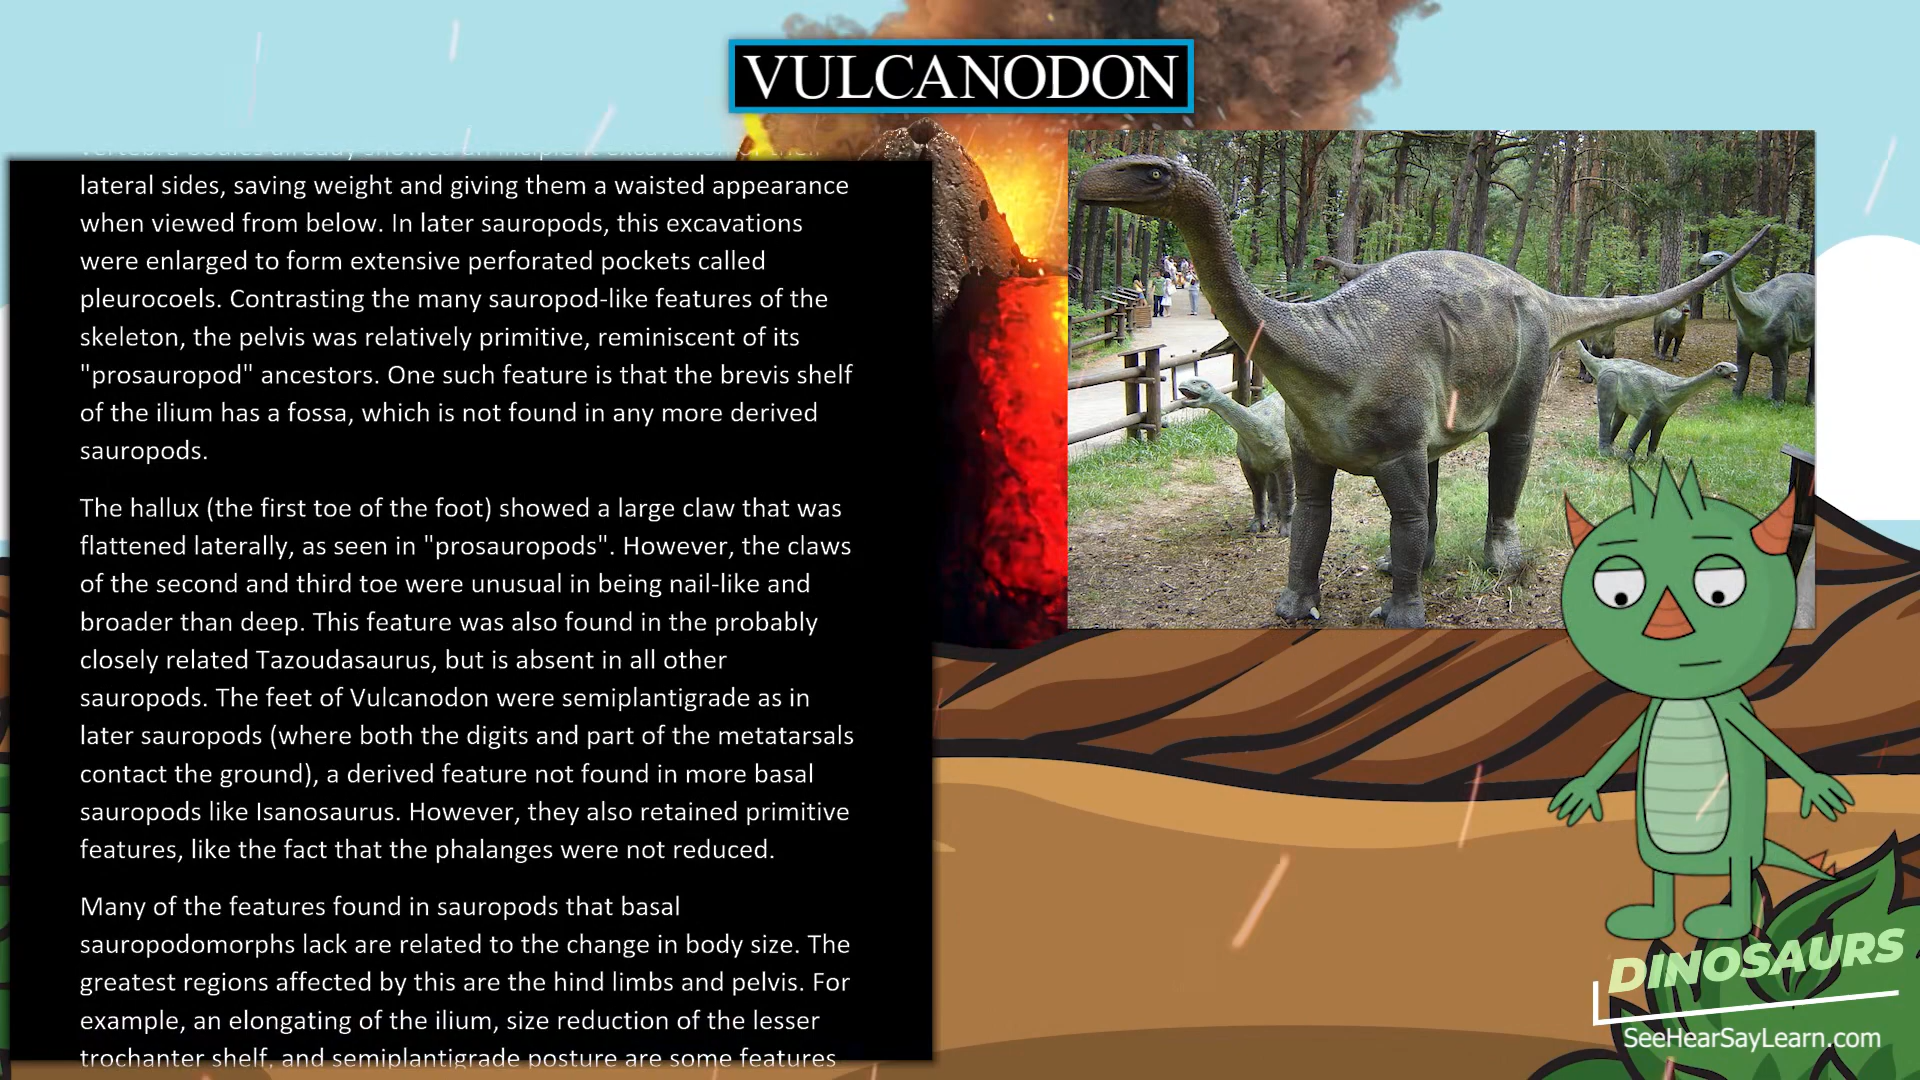 VULCANODON
lateral sides, saving weight and giving them a waisted appearance
when viewed from below. In later sauropods, this excavations
were enlarged to form extensive perforated pockets called
pleurocoels. Contrasting the many sauropod-like features of the
skeleton, the pelvis was relatively primitive, reminiscent of its
"prosauropod" ancestors. One such feature is that the brevis shelf
of the ilium has a fossa, which is not found in any more derived
sauropods.
The hallux (the first toe of the foot) showed a large claw that was
flattened laterally, as seen in "prosauropods". However, the claws
of the second and third toe were unusual in being nail-like and
broader than deep. This feature was also found in the probably
closely related Tazoudasaurus, but is absent in all other
sauropods. The feet of Vulcanodon were semiplantigrade as in
later sauropods (where both the digits and part of the metatarsals
contact the ground), a derived feature not found in more basal
sauropods like Isanosaurus. However, they also retained primitive
features, like the fact that the phalanges were not reduced.
Many of the features found in sauropods that basal
sauropodomorphs lack are related to the change in body size. The
greatest regions affected by this are the hind limbs and pelvis. For
example, an elongating of the ilium, size reduction of the lesser
trochanter shelf, and semiplantigrade posture are some features
DINOSAURS
SeeHearSayLearn.com